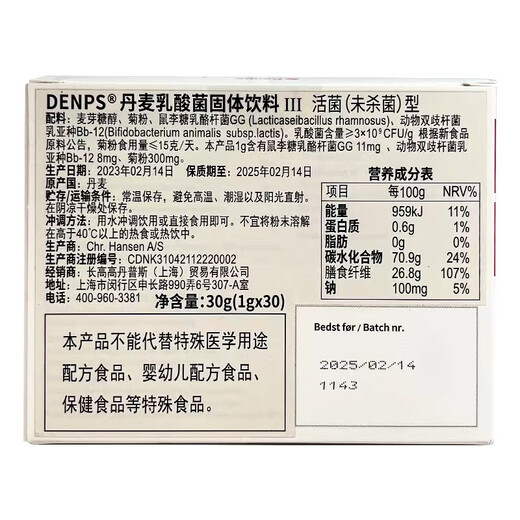 DENPS® 丹麦乳酸菌固体饮料 III 活菌(未杀菌)型
配料：麦芽糖醇、菊粉、鼠李糖乳酪杆菌GG (Lacticaseibacillus rhamnosus)、动物双歧杆菌
乳亚种Bb-12(Bifidobacterium animalis subsp.lactis)。乳酸菌含量≥3×10⁹CFU/g 根据新食品
原料公告，菊粉食用量≤15克/天。本产品1g含有鼠李糖乳酪杆菌GG 11mg 、动物双歧杆菌乳
亚种Bb-12 8mg、菊粉300mg。
生产日期：2023年02月14日 保质期至：2025年02月14日
原产国：丹麦
贮存/运输条件：常温保存，避免高温、潮湿以及阳光直射。
在阴凉干燥处保存。
冲调方法：用水冲调饮用或直接食用即可。不宜将粉末溶解
在高于40℃以上的热食或热饮中。
生产商：Chr. Hansen A/S
生产商注册编号：CDNK31042112220002
经销商：长高高丹普斯（上海）贸易有限公司
地址：上海市闵行区申长路990弄6号307-A室
电话：400-960-3381
净含量:30g(1gx30)
营养成分表
项目 每100g NRV%
能量 959kJ 11%
蛋白质 0.6g 1%
脂肪 0g 0%
碳水化合物 70.9g 24%
膳食纤维 26.8g 107%
钠 100mg 5%
本产品不能代替特殊医学用途
配方食品、婴幼儿配方食品、
保健食品等特殊食品。
Bedst før / Batch nr.
2025/02/14
1143